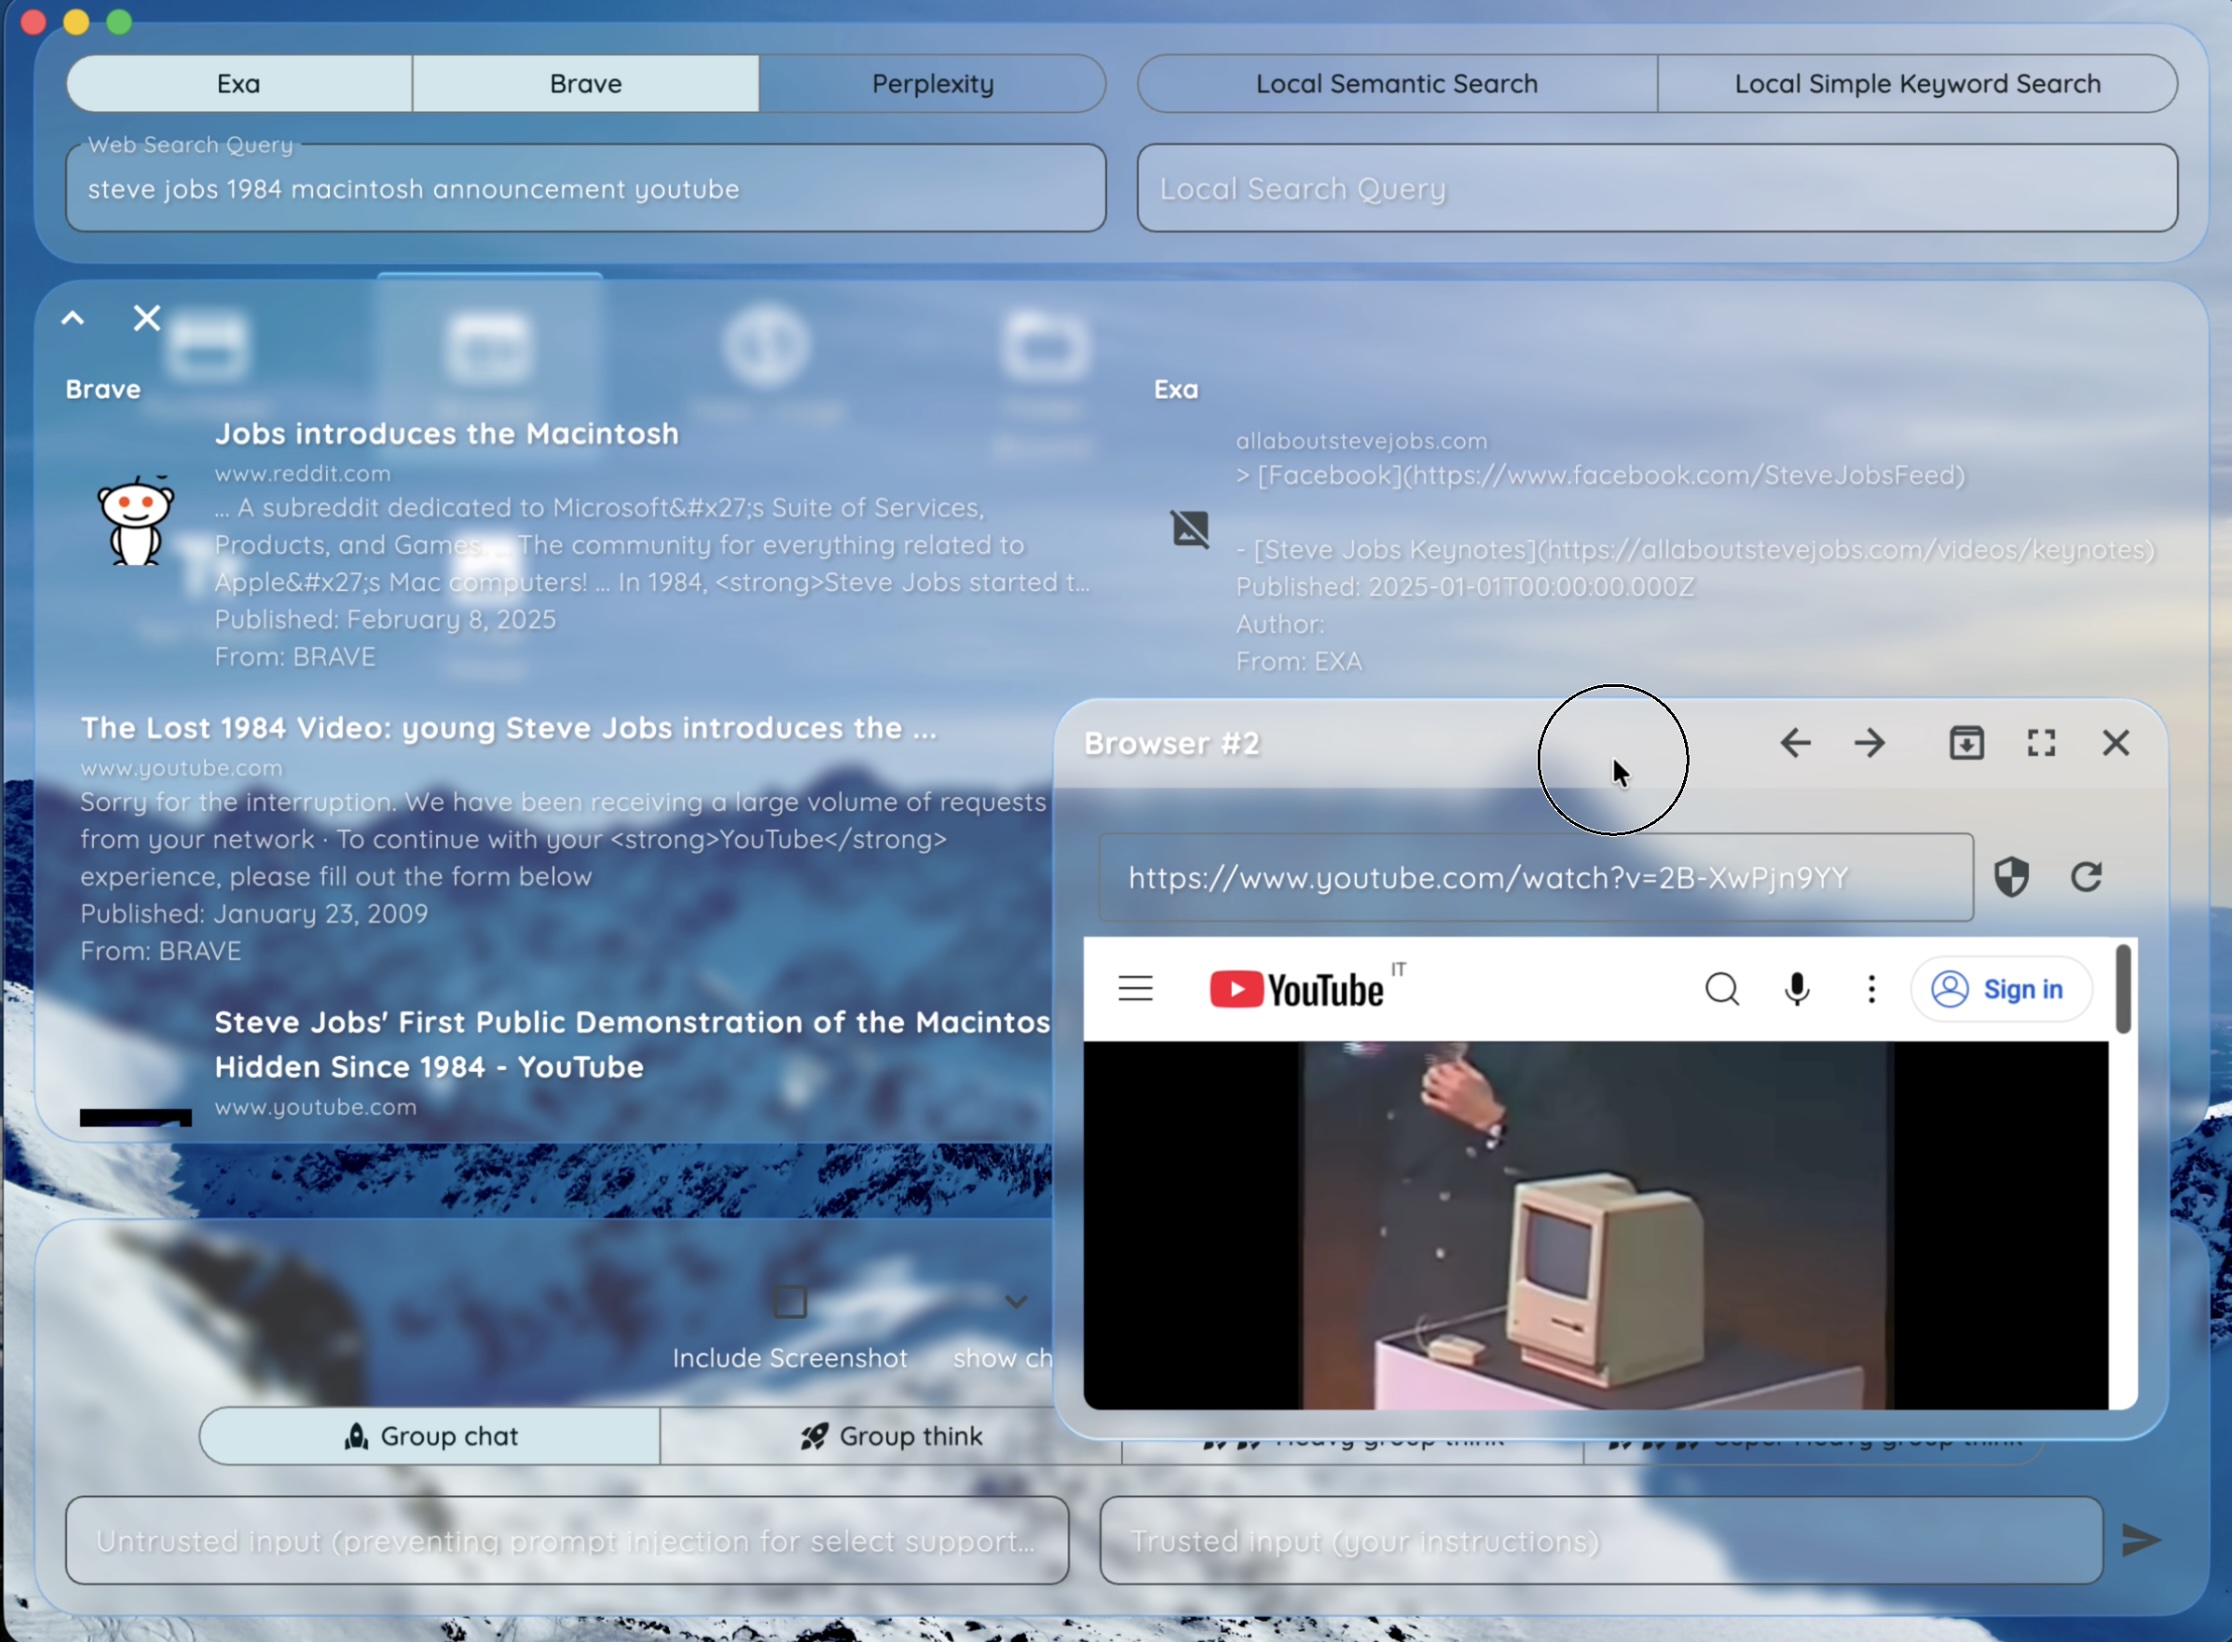 Exa
Brave
Perplexity
Local Semantic Search
Local Simple Keyword Search
Web Search Query
steve jobs 1984 macintosh announcement youtube
Local Search Query
Brave
Jobs introduces the Macintosh
www.reddit.com
... A subreddit dedicated to Microsoft&#x27;s Suite of Services,
Products, and Games. ... The community for everything related to
Apple&#x27;s Mac computers! ... In 1984, <strong>Steve Jobs started t...
Published: February 8, 2025
From: BRAVE
The Lost 1984 Video: young Steve Jobs introduces the ...
www.youtube.com
Sorry for the interruption. We have been receiving a large volume of requests
from your network · To continue with your <strong>YouTube</strong>
experience, please fill out the form below
Published: January 23, 2009
From: BRAVE
Steve Jobs' First Public Demonstration of the Macintos
Hidden Since 1984 - YouTube
www.youtube.com
Exa
allaboutstevejobs.com
> [Facebook](https://www.facebook.com/SteveJobsFeed)
- [Steve Jobs Keynotes](https://allaboutstevejobs.com/videos/keynotes)
Published: 2025-01-01T00:00:00.000Z
Author:
From: EXA
Browser #2
https://www.youtube.com/watch?v=2B-XwPjn9YY
YouTube IT
Sign in
Include Screenshot
show ch
Group chat
Group think
Heavy group think
Super Heavy group think
Untrusted input (preventing prompt injection for select support...
Trusted input (your instructions)